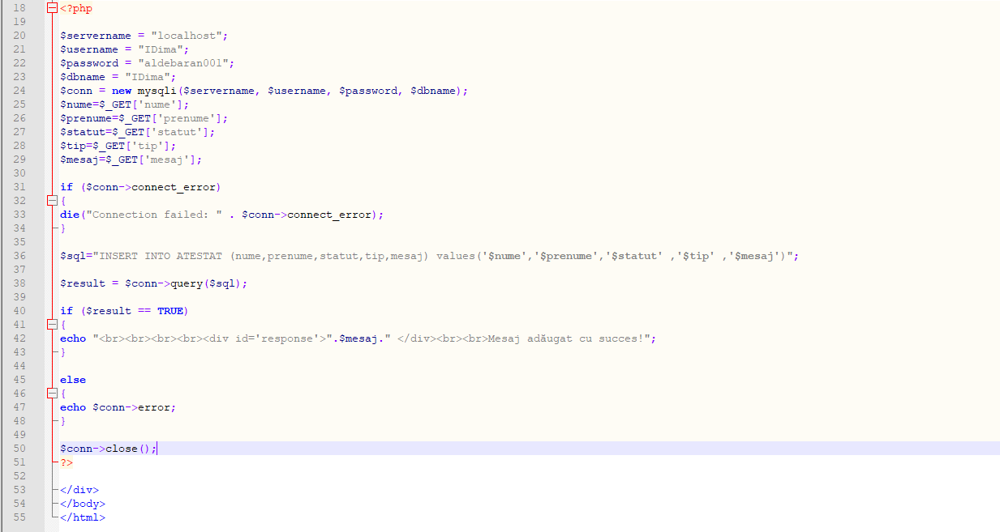 18 <?php
19
20 $servername = "localhost";
21 $username = "IDima";
22 $password = "aldebaran001";
23 $dbname = "IDima";
24 $conn = new mysqli($servername, $username, $password, $dbname);
25 $nume=$_GET['nume'];
26 $prenume=$_GET['prenume'];
27 $statut=$_GET['statut'];
28 $tip=$_GET['tip'];
29 $mesaj=$_GET['mesaj'];
30
31 if ($conn->connect_error)
32 {
33 die("Connection failed: " . $conn->connect_error);
34 }
35
36 $sql="INSERT INTO ATESTAT (nume,prenume,statut,tip,mesaj) values('$nume','$prenume','$statut' ,'$tip' ,'$mesaj')";
37
38 $result = $conn->query($sql);
39
40 if ($result == TRUE)
41 {
42 echo "<br><br><br><br><div id='response'>".$mesaj." </div><br><br>Mesaj adăugat cu succes!";
43 }
44
45 else
46 {
47 echo $conn->error;
48 }
49
50 $conn->close();
51 ?>
52
53 </div>
54 </body>
55 </html>